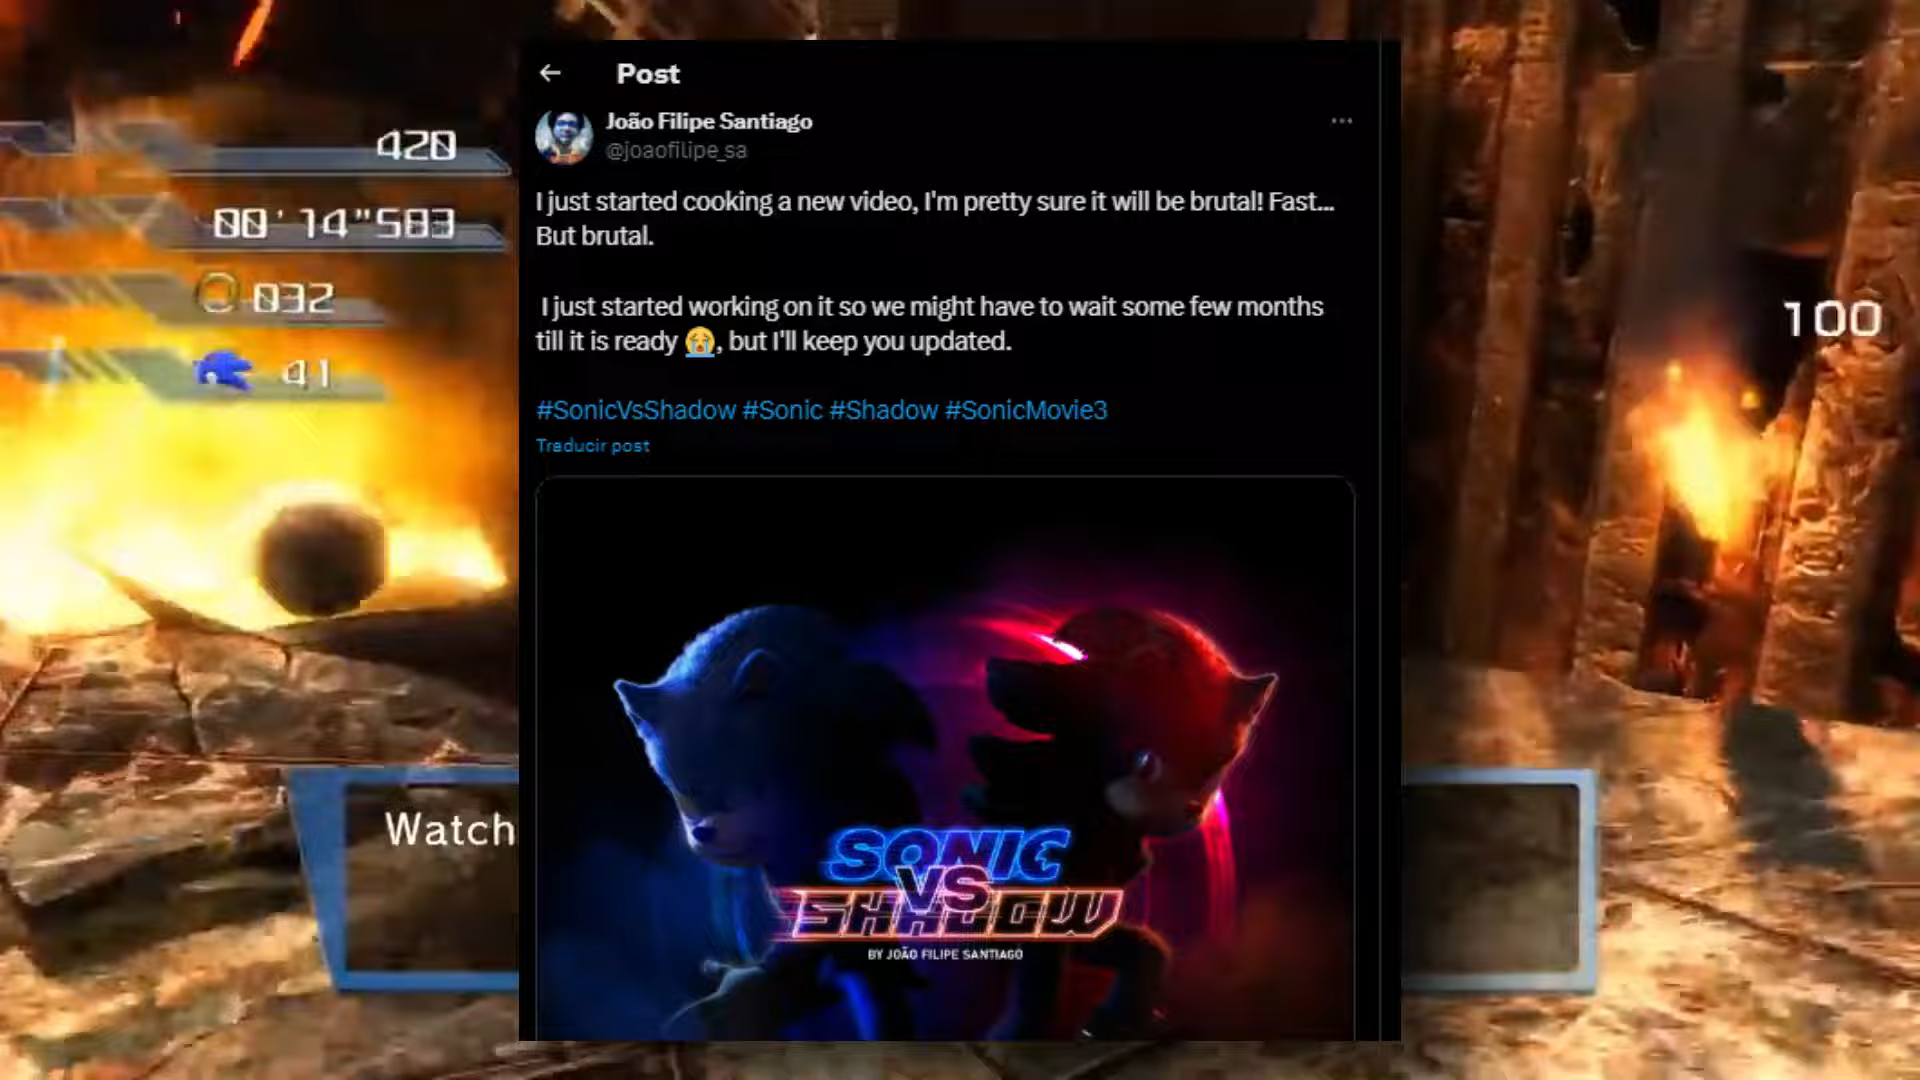 420
00'14"583
032
41
100
Watch
Post
João Filipe Santiago
@joaofilipe_sa
I just started cooking a new video, I'm pretty sure it will be brutal! Fast...
But brutal.
I just started working on it so we might have to wait some few months
till it is ready 😭, but I'll keep you updated.
#SonicVsShadow #Sonic #Shadow #SonicMovie3
Traducir post
SONIC
VS
SHADOW
BY JOÃO FILIPE SANTIAGO